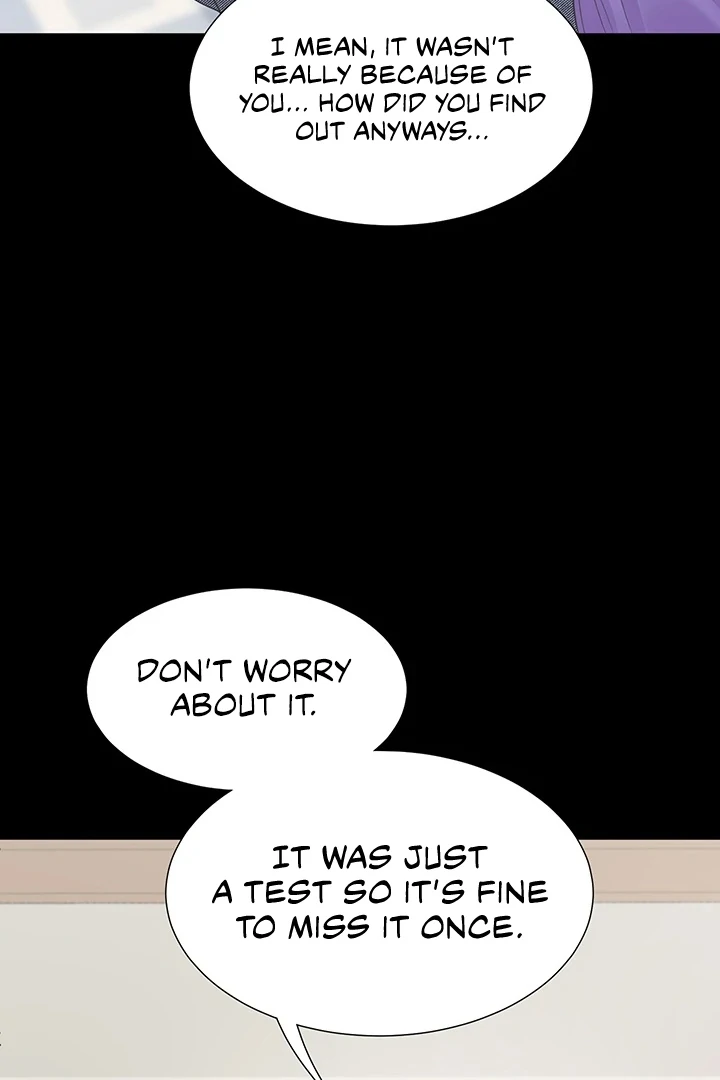 I MEAN, IT WASN'T
REALLY BECAUSE OF
YOU... HOW DID YOU FIND
OUT ANYWAYS...
DON'T WORRY
ABOUT IT.
IT WAS JUST
A TEST SO IT'S FINE
TO MISS IT ONCE.